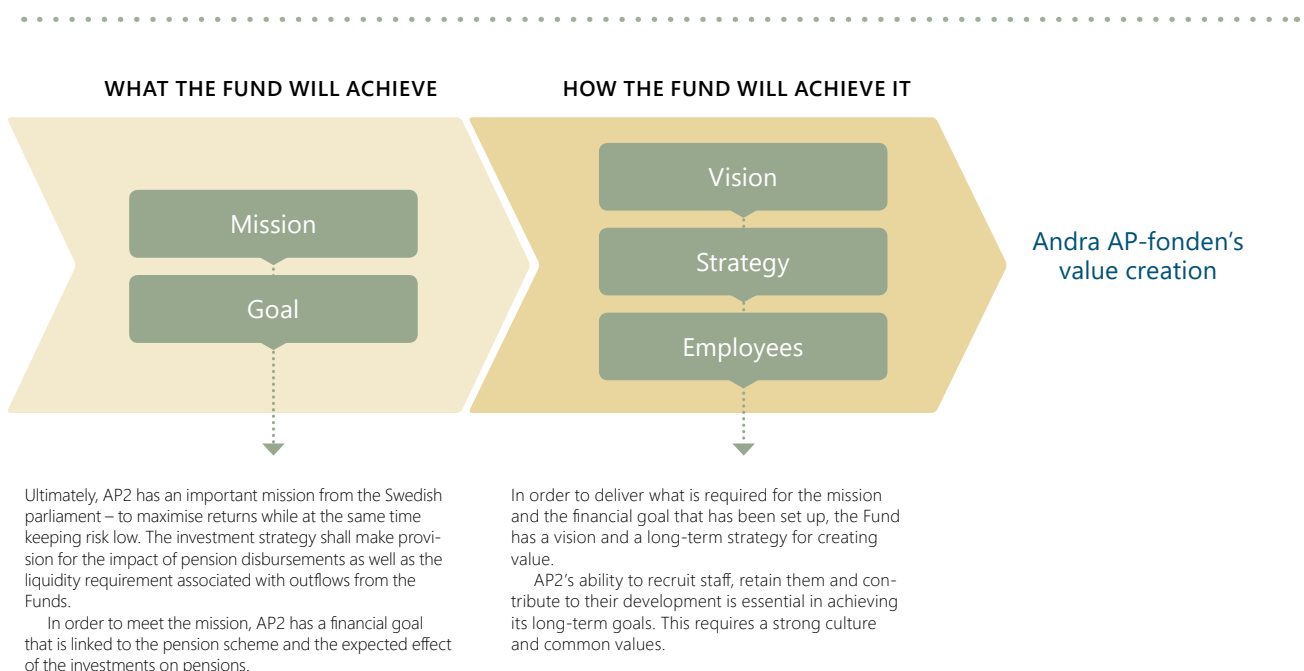 WHAT THE FUND WILL ACHIEVE
Mission
Goal
Ultimately, AP2 has an important mission from the Swedish
parliament – to maximise returns while at the same time
keeping risk low. The investment strategy shall make provi-
sion for the impact of pension disbursements as well as the
liquidity requirement associated with outflows from the
Funds.
In order to meet the mission, AP2 has a financial goal
that is linked to the pension scheme and the expected effect
of the investments on pensions.
HOW THE FUND WILL ACHIEVE IT
Vision
Strategy
Employees
In order to deliver what is required for the mission
and the financial goal that has been set up, the Fund
has a vision and a long-term strategy for creating
value.
AP2's ability to recruit staff, retain them and con-
tribute to their development is essential in achieving
its long-term goals. This requires a strong culture
and common values.
Andra AP-fonden's
value creation